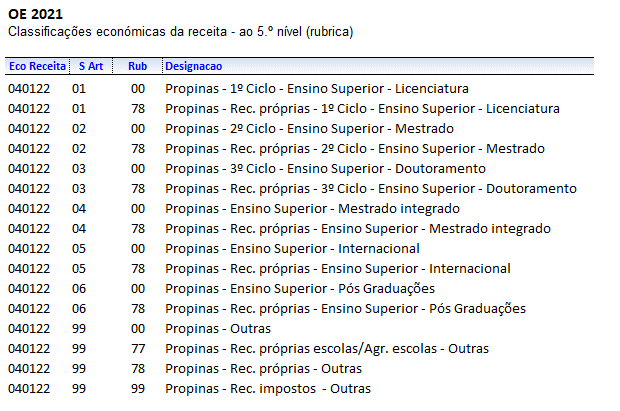 OE 2021
Classificações económicas da receita - ao 5.º nível (rubrica)
Eco Receita S Art Rub Designacao
040122 01 00 Propinas - 1º Ciclo - Ensino Superior - Licenciatura
040122 01 78 Propinas - Rec. próprias - 1º Ciclo - Ensino Superior - Licenciatura
040122 02 00 Propinas - 2º Ciclo - Ensino Superior - Mestrado
040122 02 78 Propinas - Rec. próprias - 2º Ciclo - Ensino Superior - Mestrado
040122 03 00 Propinas - 3º Ciclo - Ensino Superior - Doutoramento
040122 03 78 Propinas - Rec. próprias - 3º Ciclo - Ensino Superior - Doutoramento
040122 04 00 Propinas - Ensino Superior - Mestrado integrado
040122 04 78 Propinas - Rec. próprias - Ensino Superior - Mestrado integrado
040122 05 00 Propinas - Ensino Superior - Internacional
040122 05 78 Propinas - Rec. próprias - Ensino Superior - Internacional
040122 06 00 Propinas - Ensino Superior - Pós Graduações
040122 06 78 Propinas - Rec. próprias - Ensino Superior - Pós Graduações
040122 99 00 Propinas - Outras
040122 99 77 Propinas - Rec. próprias escolas/Agr. escolas - Outras
040122 99 78 Propinas - Rec. próprias - Outras
040122 99 99 Propinas - Rec. impostos - Outras